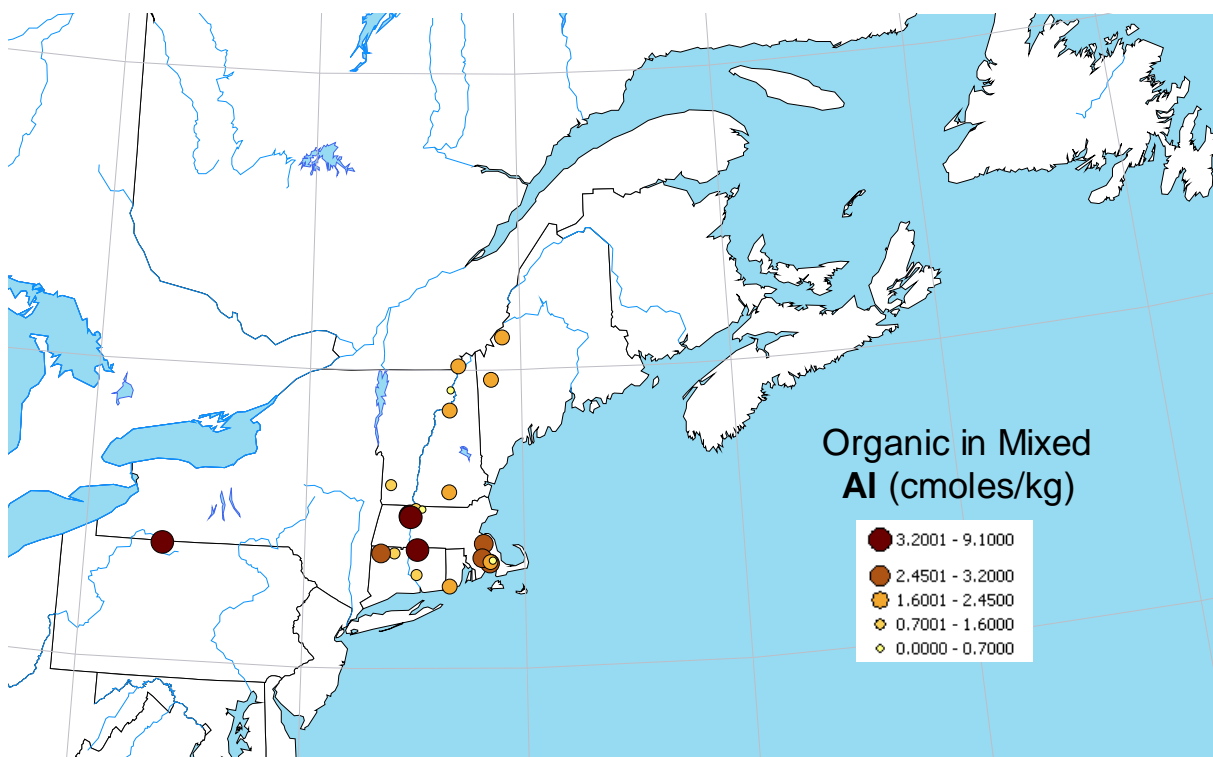 Organic in Mixed
Al (cmoles/kg)
3.2001 - 9.1000
2.4501 - 3.2000
1.6001 - 2.4500
0.7001 - 1.6000
0.0000 - 0.7000